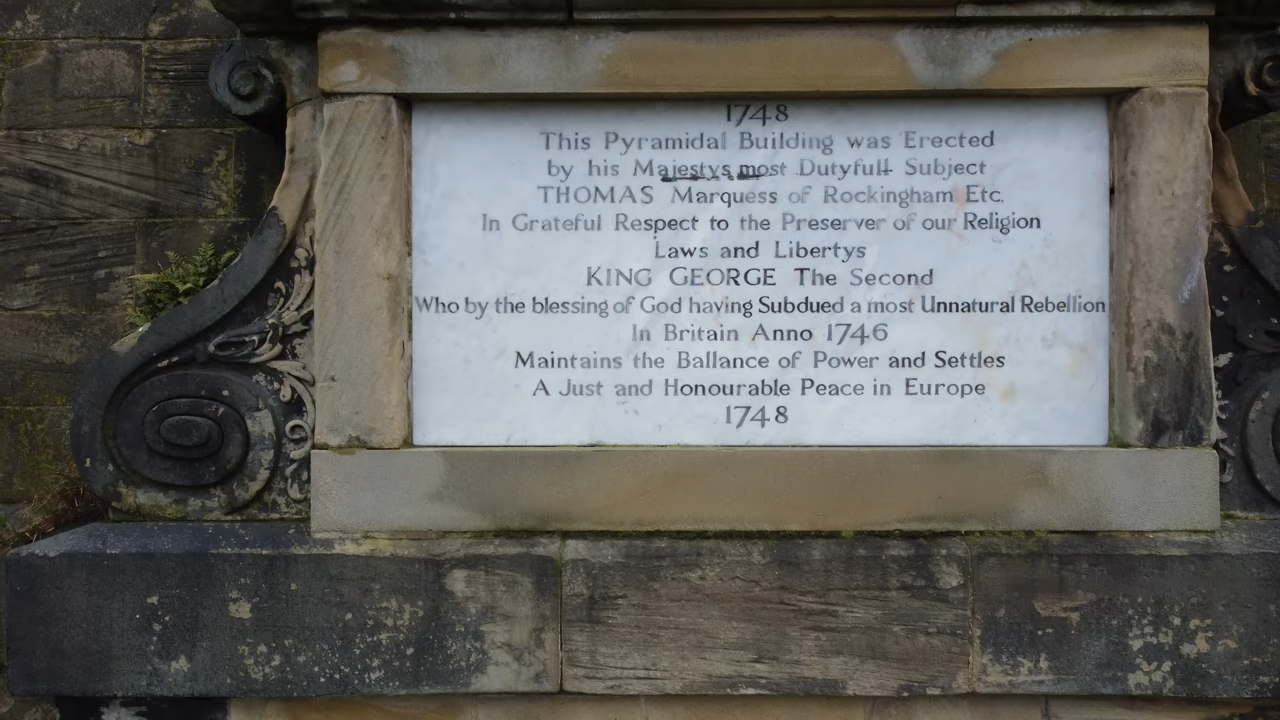 1748
This Pyramidal Building was Erected
by his Majestys most Dutyfull Subject
THOMAS Marquess of Rockingham Etc.
In Grateful Respect to the Preserver of our Religion
Laws and Libertys
KING GEORGE The Second
Who by the blessing of God having Subdued a most Unnatural Rebellion
In Britain Anno 1746
Maintains the Ballance of Power and Settles
A Just and Honourable Peace in Europe
1748